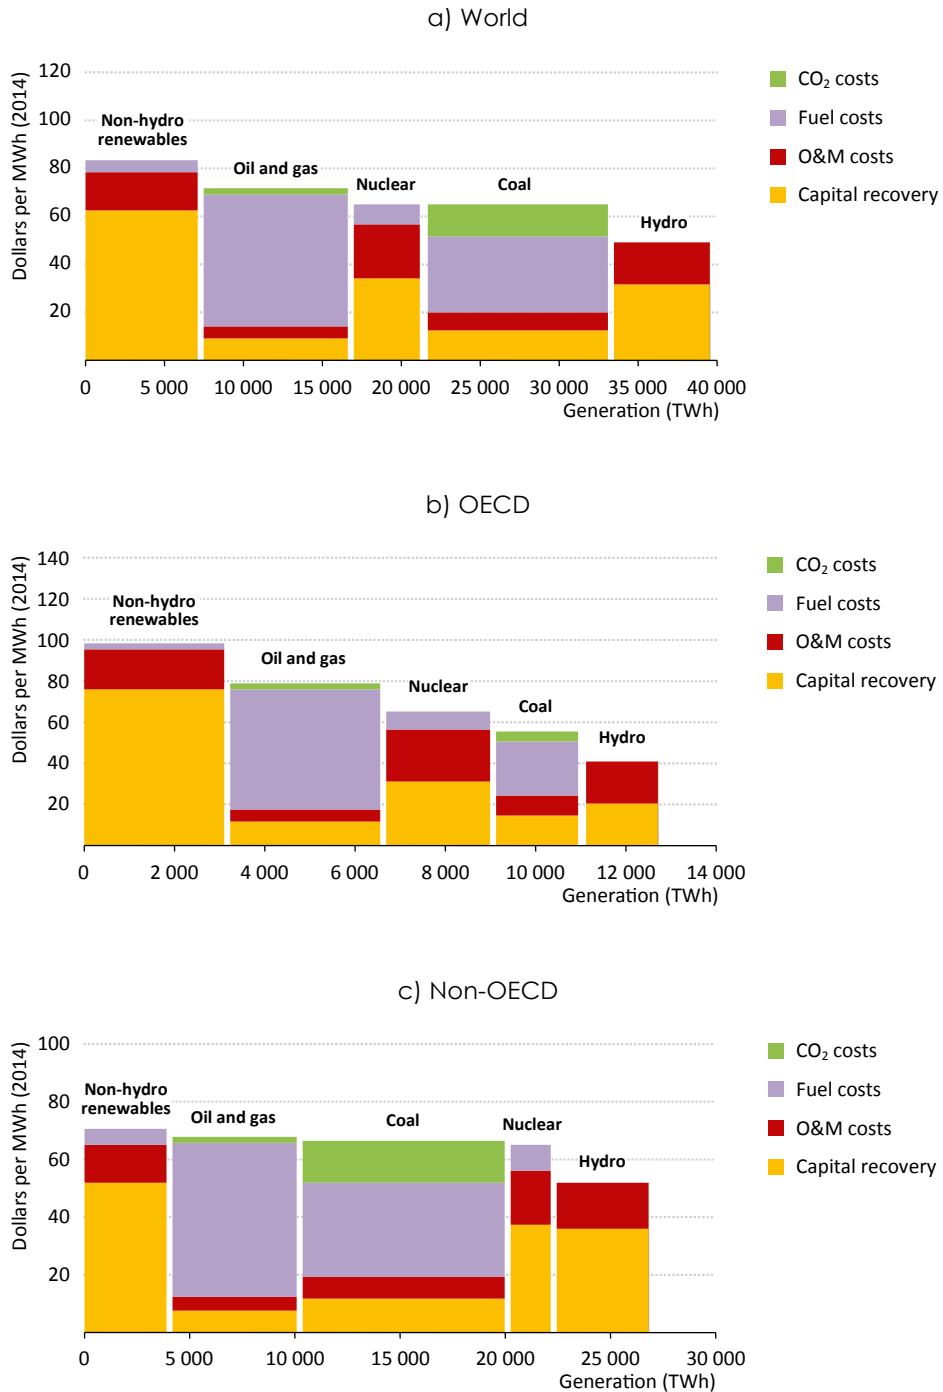 a) World
Dollars per MWh (2014)
120
100
80
60
40
20
Non-hydro
renewables
Oil and gas
Nuclear
Coal
Hydro
0 5 000 10 000 15 000 20 000 25 000 30 000 35 000 40 000
Generation (TWh)
CO₂ costs
Fuel costs
O&M costs
Capital recovery
b) OECD
Dollars per MWh (2014)
140
120
100
80
60
40
20
Non-hydro
renewables
Oil and gas
Nuclear
Coal
Hydro
0 2 000 4 000 6 000 8 000 10 000 12 000 14 000
Generation (TWh)
CO₂ costs
Fuel costs
O&M costs
Capital recovery
c) Non-OECD
Dollars per MWh (2014)
100
80
60
40
20
Non-hydro
renewables
Oil and gas
Coal
Nuclear
Hydro
0 5 000 10 000 15 000 20 000 25 000 30 000
Generation (TWh)
CO₂ costs
Fuel costs
O&M costs
Capital recovery